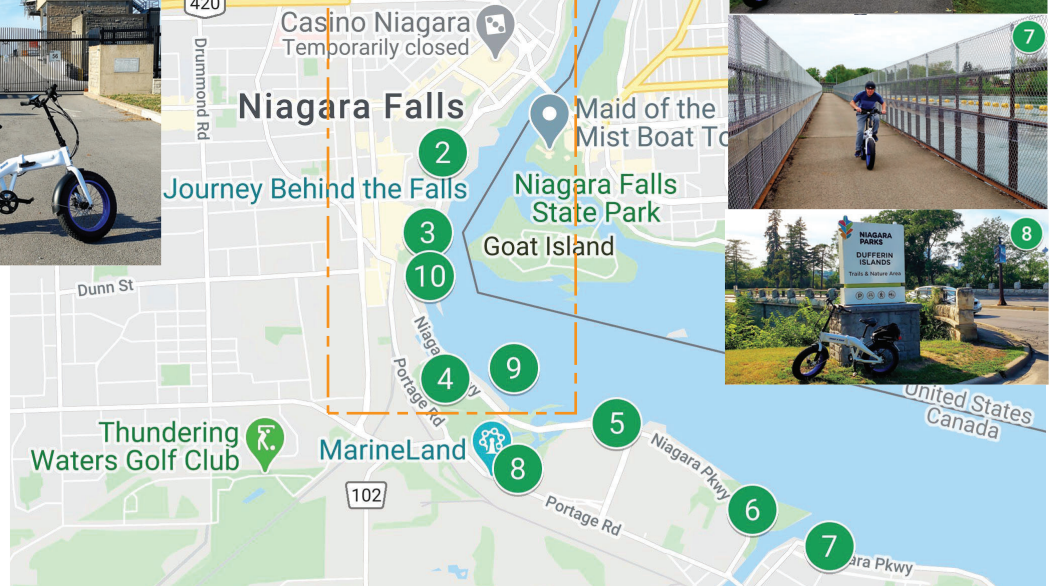 420
Casino Niagara
Temporarily closed
Drummond Rd
Niagara Falls
Maid of the
Mist Boat To
2
Journey Behind the Falls
Niagara Falls
State Park
3
Goat Island
10
Dunn St
Niaga
wy
4
9
Portage Rd
5
United States
Canada
Thundering
Waters Golf Club
MarineLand
8
Niagara Pkwy
102
Portage Rd
6
7
ara Pkwy
7
8
NIAGARA
PARKS
DUFFERIN
ISLANDS
Trails & Nature Area